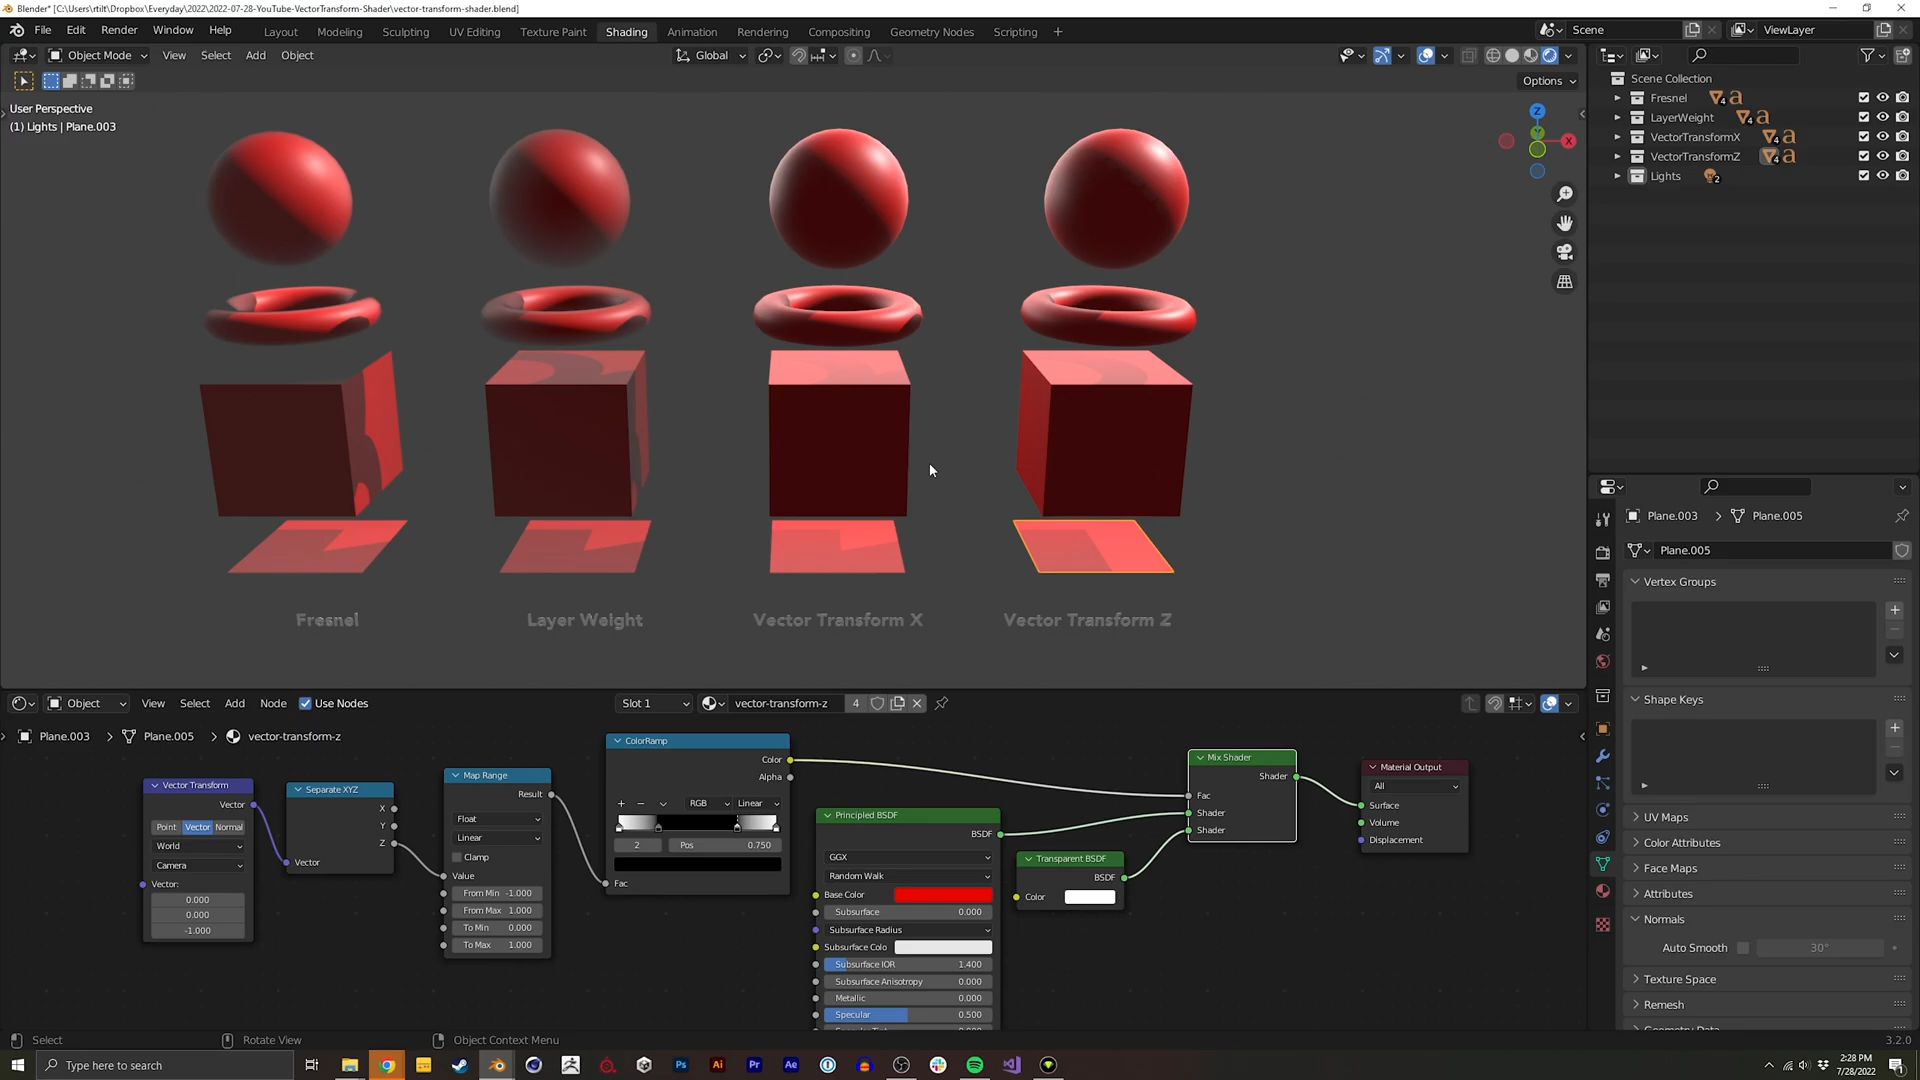 Blender* [C:\Users\rtilt\Dropbox\Everyday\2022\2022-07-28-YouTube-VectorTransform-Shader\vector-transform-shader.blend]
File Edit Render Window Help Layout Modeling Sculpting UV Editing Texture Paint Shading Animation Rendering Compositing Geometry Nodes Scripting + Scene ViewLayer
Object Mode View Select Add Object Global
Options
User Perspective
(1) Lights | Plane.003
Z
Y
X
Fresnel
Layer Weight
Vector Transform X
Vector Transform Z
Scene Collection
Fresnel 4
LayerWeight 4
VectorTransformX 4
VectorTransformZ 4
Lights 2
Plane.003 > Plane.005
Plane.005
Vertex Groups
Shape Keys
UV Maps
Color Attributes
Face Maps
Attributes
Normals
Auto Smooth 30°
Texture Space
Remesh
Geometry Data
Object View Select Add Node Use Nodes Slot 1 vector-transform-z 4
Plane.003 > Plane.005 > vector-transform-z
Vector Transform
Vector
Point Vector Normal
World
Camera
Vector:
0.000
0.000
-1.000
Separate XYZ
X
Y
Z
Vector
Map Range
Result
Float
Linear
Clamp
Value
From Min -1.000
From Max 1.000
To Min 0.000
To Max 1.000
ColorRamp
Color
Alpha
+ − RGB Linear
2 Pos 0.750
Fac
Principled BSDF
BSDF
GGX
Random Walk
Base Color
Subsurface 0.000
Subsurface Radius
Subsurface Colo
Subsurface IOR 1.400
Subsurface Anisotropy 0.000
Metallic 0.000
Specular 0.500
Transparent BSDF
BSDF
Color
Mix Shader
Shader
Fac
Shader
Shader
Material Output
All
Surface
Volume
Displacement
Select Rotate View Object Context Menu 3.2.0
Type here to search
Ps Ai Pr Ae
2:28 PM
7/28/2022